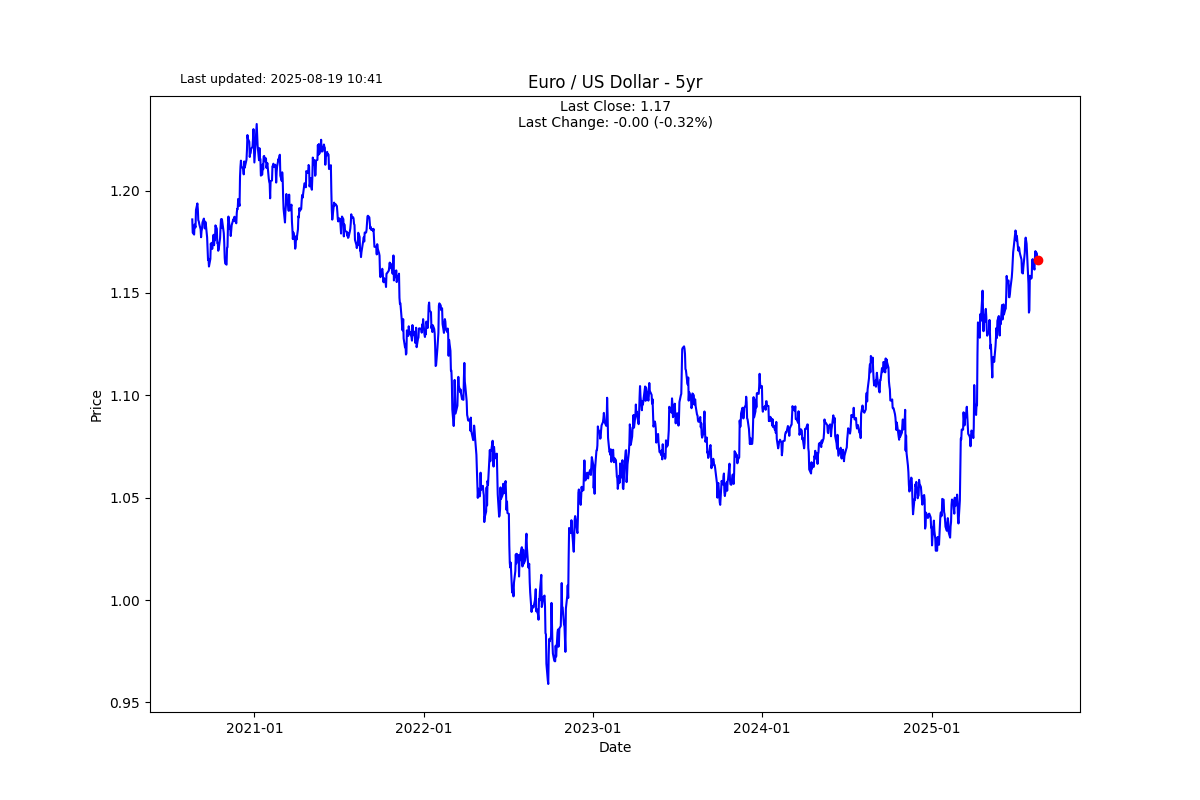 Last updated: 2025-08-19 10:41
Euro / US Dollar - 5yr
Last Close: 1.17
Last Change: -0.00 (-0.32%)
Price
1.20
1.15
1.10
1.05
1.00
0.95
2021-01
2022-01
2023-01
2024-01
2025-01
Date